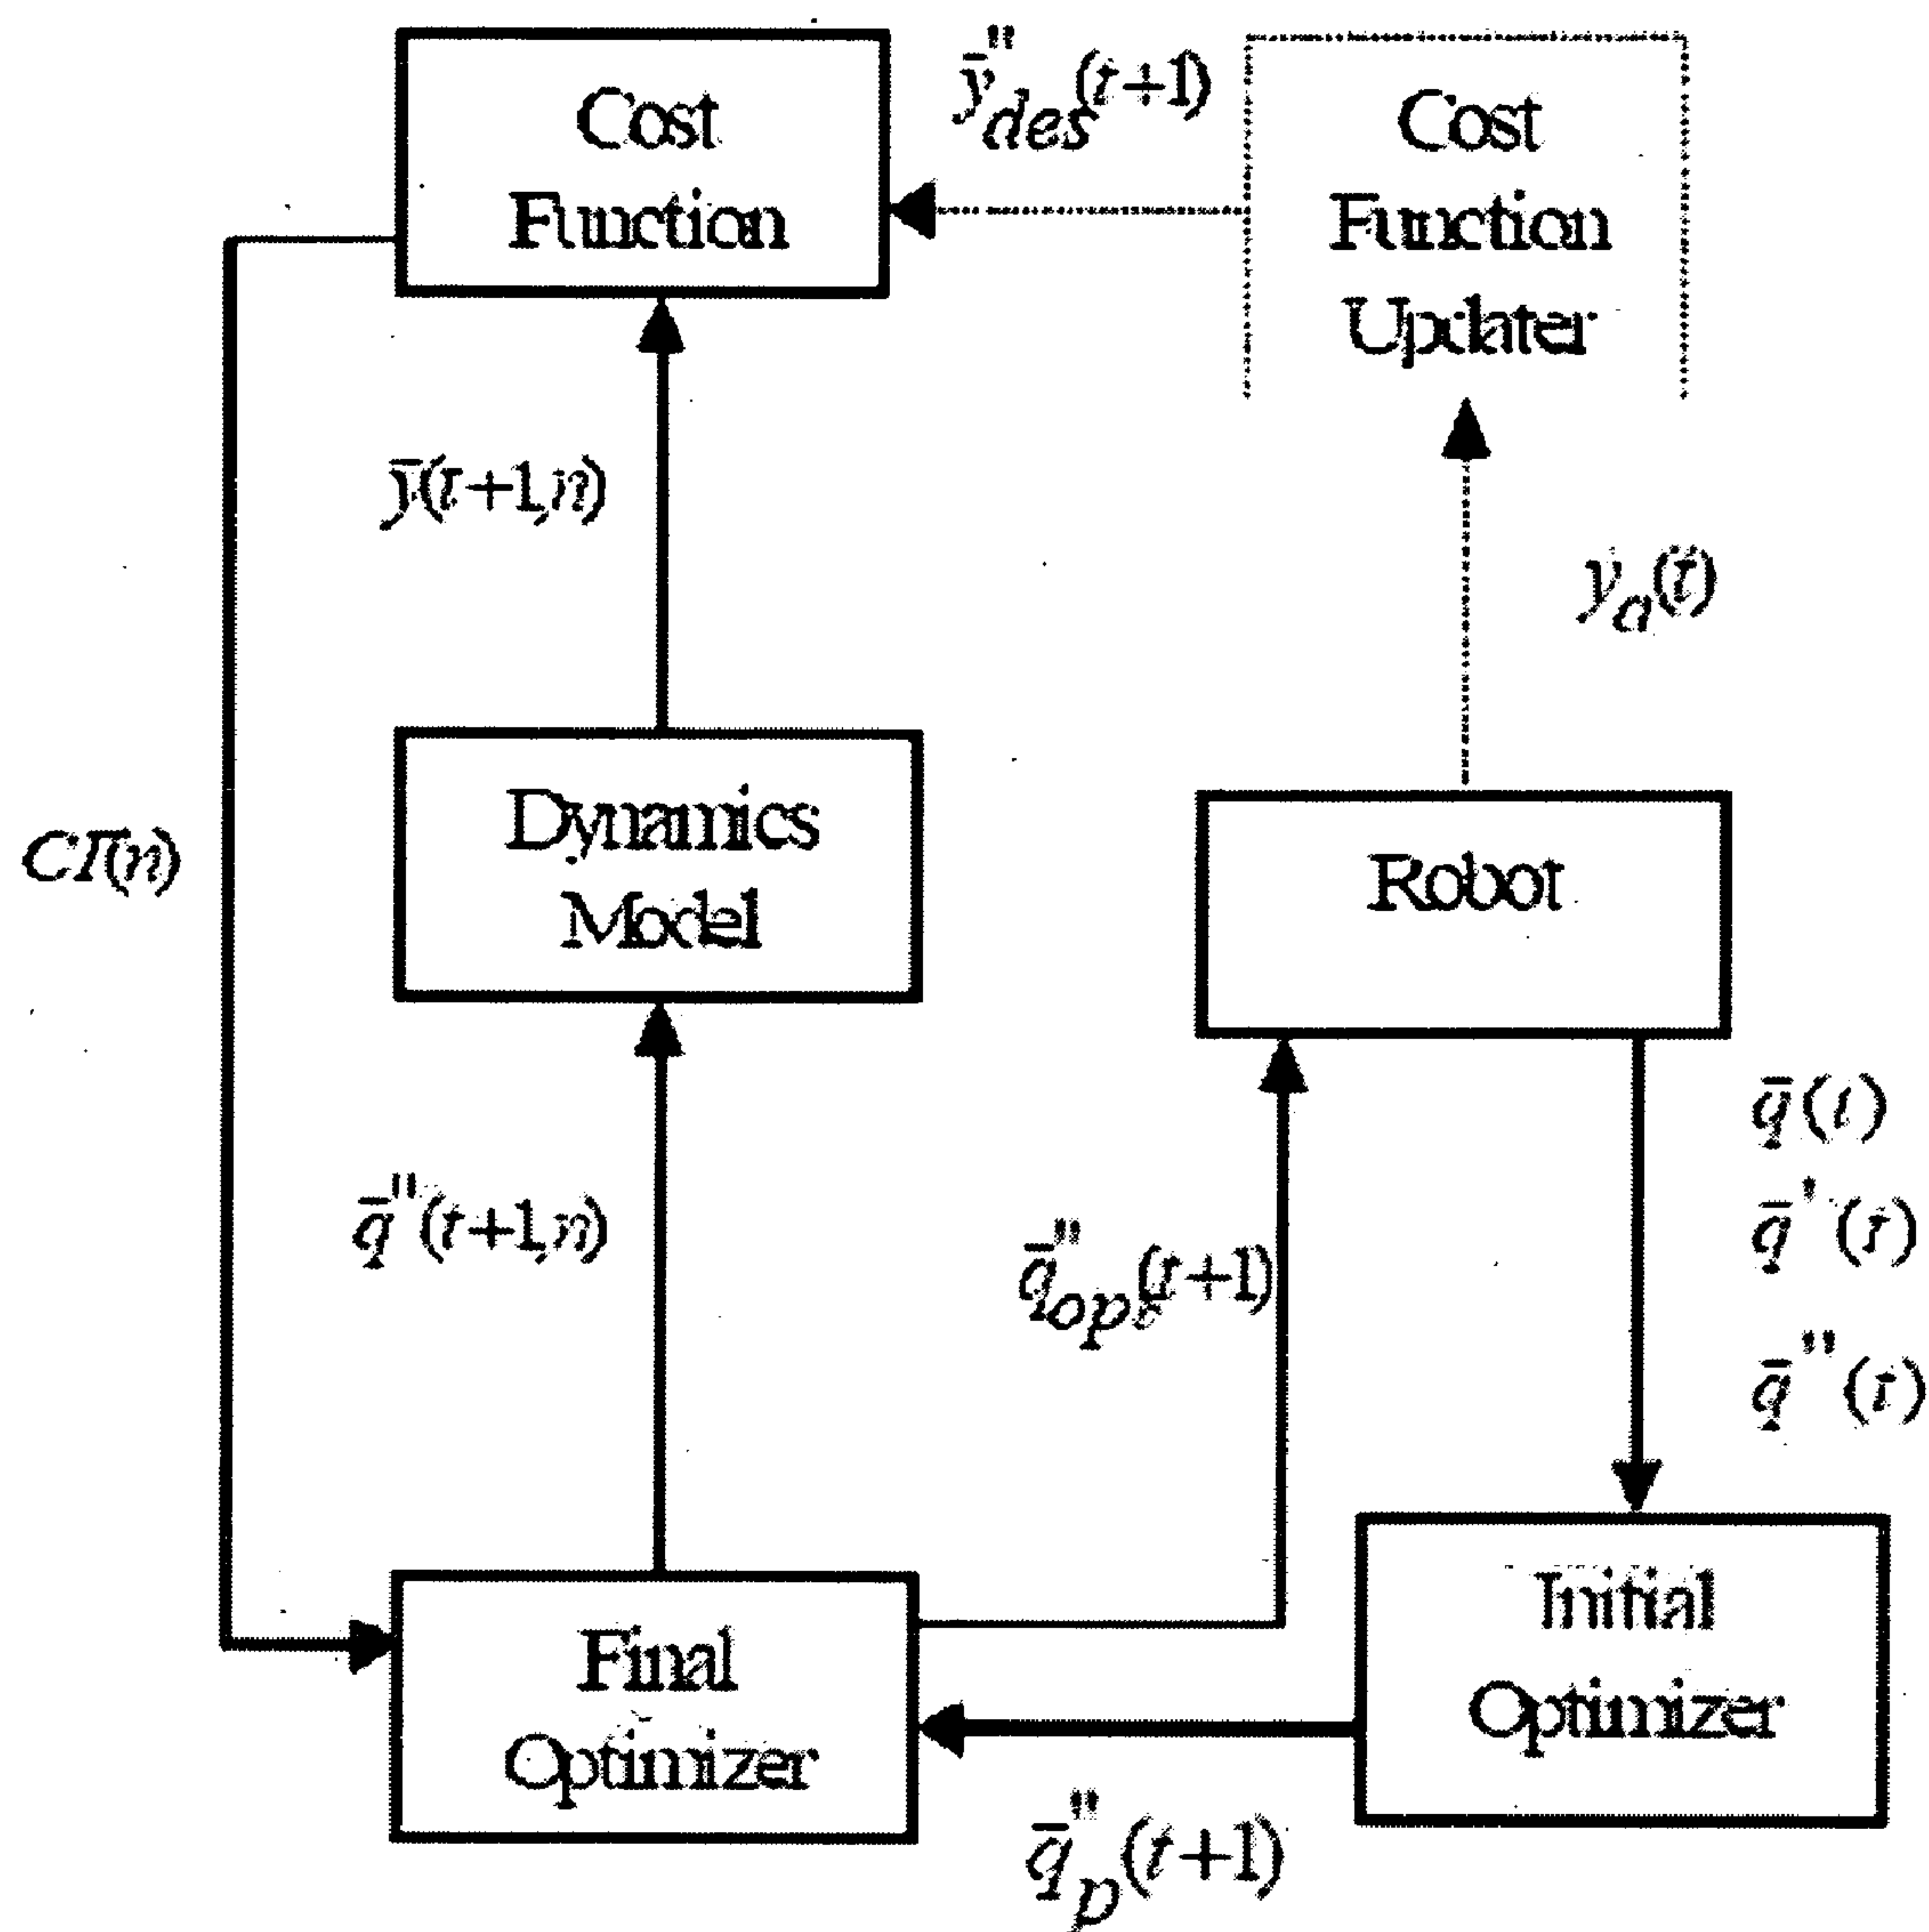 Cost
Function
ȳ"des(t+1)
Cost
Function
Updater
ȳ(t+1,n)
yₐ(t)
Dynamics
Model
Robot
CT(n)
q̄(t)
q̄'(t)
q̄"(t)
q̄"(t+1,n)
q̄"opt(t+1)
Initial
Optimizer
Final
Optimizer
q̄"p(t+1)